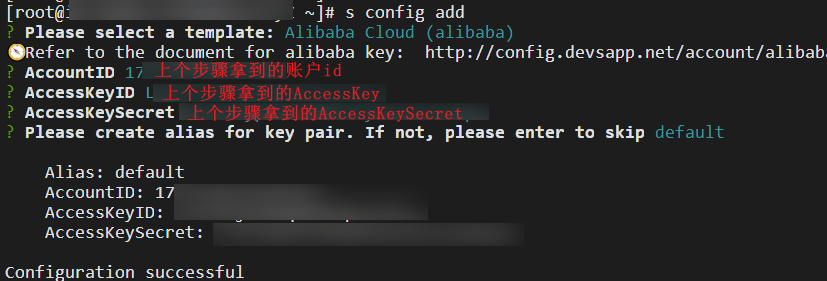 [root@i ~]# s config add
? Please select a template: Alibaba Cloud (alibaba)
Refer to the document for alibaba key: http://config.devsapp.net/account/alibaba
? AccountID 17 上个步骤拿到的账户id
? AccessKeyID L 上个步骤拿到的AccessKey
? AccessKeySecret 上个步骤拿到的AccessKeySecret
? Please create alias for key pair. If not, please enter to skip default
Alias: default
AccountID: 17
AccessKeyID:
AccessKeySecret:
Configuration successful